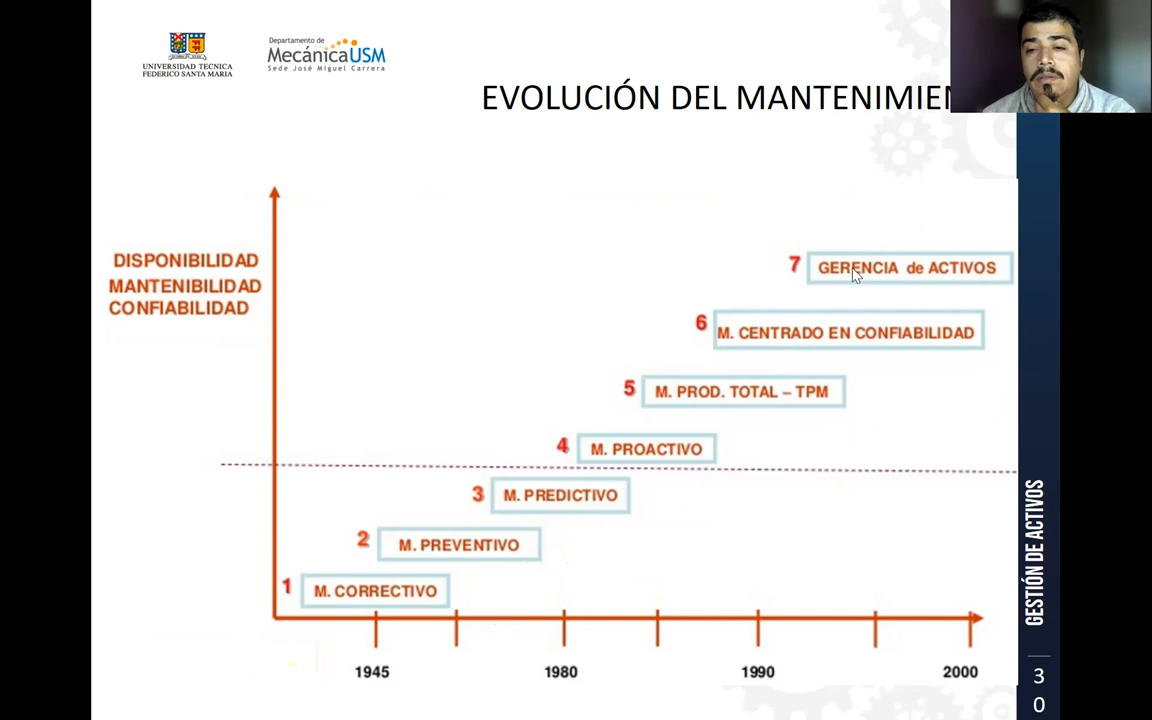 UNIVERSIDAD TECNICA
FEDERICO SANTA MARIA
Departamento de
MecánicaUSM
Sede José Miguel Carrera
EVOLUCIÓN DEL MANTENIMIEN
DISPONIBILIDAD
MANTENIBILIDAD
CONFIABILIDAD
7 GERENCIA de ACTIVOS
6 M. CENTRADO EN CONFIABILIDAD
5 M. PROD. TOTAL – TPM
4 M. PROACTIVO
3 M. PREDICTIVO
2 M. PREVENTIVO
1 M. CORRECTIVO
1945 1980 1990 2000
GESTIÓN DE ACTIVOS
3
0